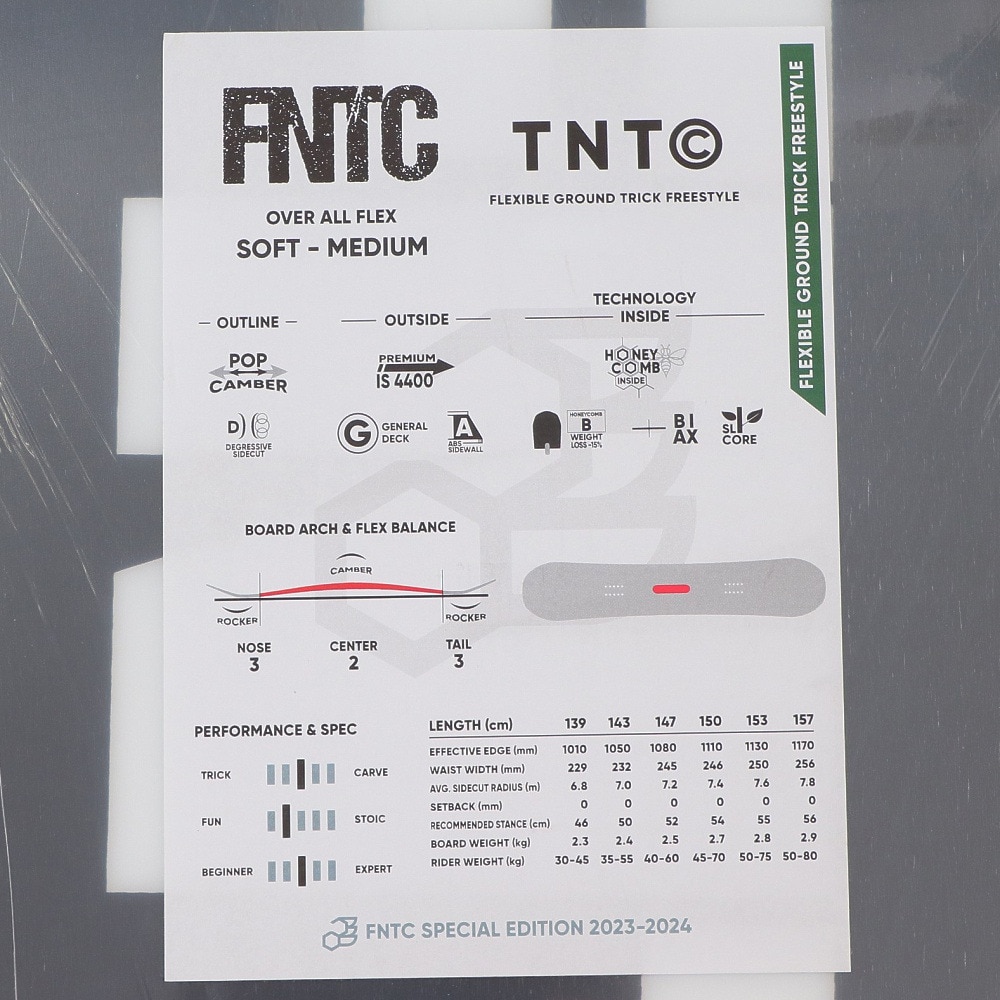 FNTC
OVER ALL FLEX
SOFT - MEDIUM
TNT©
FLEXIBLE GROUND TRICK FREESTYLE
FLEXIBLE GROUND TRICK FREESTYLE
OUTLINE
POP
CAMBER
D)
DEGRESSIVE
SIDECUT
OUTSIDE
PREMIUM
IS 4400
G GENERAL
DECK
A
ABS
SIDEWALL
TECHNOLOGY
INSIDE
HONEY
COMB
INSIDE
HONEYCOMB
B
WEIGHT
LOSS -15%
BI
AX
SL
CORE
BOARD ARCH & FLEX BALANCE
CAMBER
ROCKER
ROCKER
NOSE CENTER TAIL
3 2 3
PERFORMANCE & SPEC
TRICK CARVE
FUN STOIC
BEGINNER EXPERT
LENGTH (cm) 139 143 147 150 153 157
EFFECTIVE EDGE (mm) 1010 1050 1080 1110 1130 1170
WAIST WIDTH (mm) 229 232 245 246 250 256
AVG. SIDECUT RADIUS (m) 6.8 7.0 7.2 7.4 7.6 7.8
SETBACK (mm) 0 0 0 0 0 0
RECOMMENDED STANCE (cm) 46 50 52 54 55 56
BOARD WEIGHT (kg) 2.3 2.4 2.5 2.7 2.8 2.9
RIDER WEIGHT (kg) 30-45 35-55 40-60 45-70 50-75 50-80
FNTC SPECIAL EDITION 2023-2024